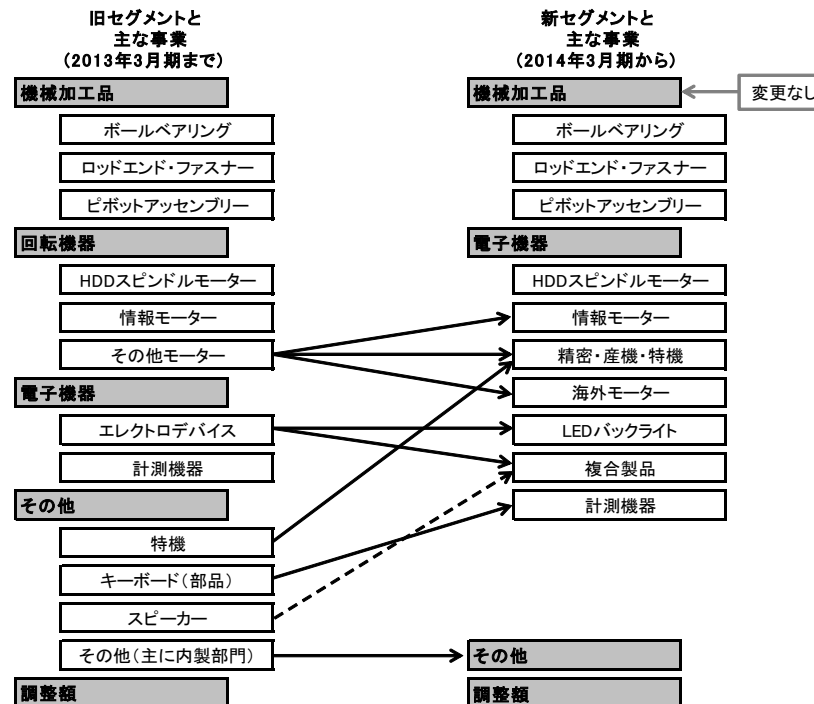 旧セグメントと
主な事業
(2013年3月期まで)
機械加工品
ボールベアリング
ロッドエンド・ファスナー
ピボットアッセンブリー
回転機器
HDDスピンドルモーター
情報モーター
その他モーター
電子機器
エレクトロデバイス
計測機器
その他
特機
キーボード(部品)
スピーカー
その他(主に内製部門)
調整額
新セグメントと
主な事業
(2014年3月期から)
機械加工品
変更なし
ボールベアリング
ロッドエンド・ファスナー
ピボットアッセンブリー
電子機器
HDDスピンドルモーター
情報モーター
精密・産機・特機
海外モーター
LEDバックライト
複合製品
計測機器
その他
調整額